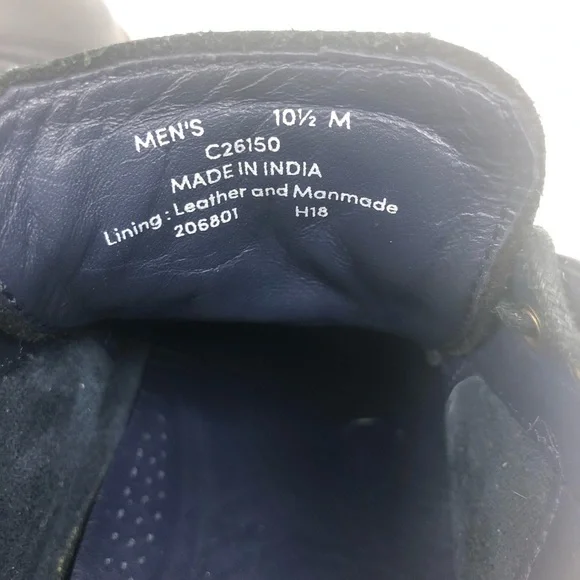 MEN'S 10½ M
C26150
MADE IN INDIA
Lining : Leather and Manmade
206801 H18